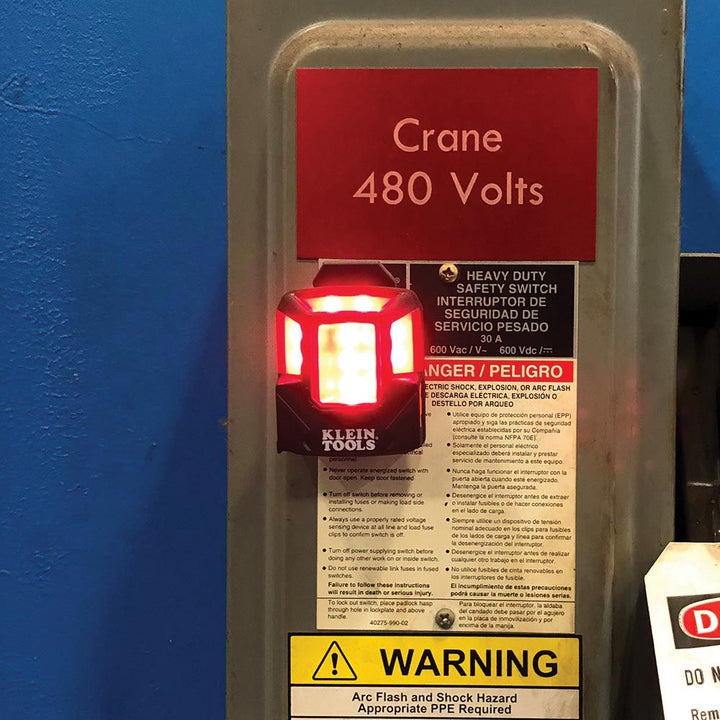 Crane
480 Volts
HEAVY DUTY
SAFETY SWITCH
INTERRUPTOR DE
SEGURIDAD DE
SERVICIO PESADO
30 A
600 Vac / V~ 600 Vdc /⎓
ANGER / PELIGRO
ECTRIC SHOCK, EXPLOSION, OR ARC FLASH
E DESCARGA ELÉCTRICA, EXPLOSIÓN O
DESTELLO POR ARQUEO
KLEIN
TOOLS
personnel.
• Never operate energized switch with
door open. Keep door fastened
• Turn off switch before removing or
installing fuses or making load side
connections.
• Always use a properly rated voltage
sensing device at all line and load fuse
clips to confirm switch is off.
• Turn off power supplying switch before
doing any other work on or inside switch.
• Do not use renewable link fuses in fused
switches.
Failure to follow these instructions
will result in death or serious injury.
• Utilice equipo de protección personal (EPP)
apropiado y siga las prácticas de seguridad
eléctrica establecidas por su Compañía
(consulte la norma NFPA 70E).
• Solamente el personal eléctrico
especializado deberá instalar y prestar
servicio de mantenimiento a este equipo.
• Nunca haga funcionar el interruptor con la
puerta abierta cuando esté energizado.
Mantenga la puerta asegurada.
• Desenergice el interruptor antes de extraer
o instalar fusibles o de hacer conexiones
en el lado de carga.
• Siempre utilice un dispositivo de tensión
nominal adecuado en los clips para fusibles
de los lados de carga y línea para confirmar
la desenergización del interruptor.
• Desenergice el interruptor antes de realizar
cualquier otro trabajo en el interruptor.
• No utilice fusibles de cinta renovables en
los interruptores de fusible.
El incumplimiento de estas precauciones
podrá causar la muerte o lesiones serias.
To lock out switch, place padlock hasp
through hole in lockplate and above
handle.
40275-990-02
Para bloquear el interruptor, la aldaba
del candado debe pasar por el agujero
en la placa de inmovilización y por
encima de la manija.
WARNING
Arc Flash and Shock Hazard
Appropriate PPE Required
D
DO N
Rem